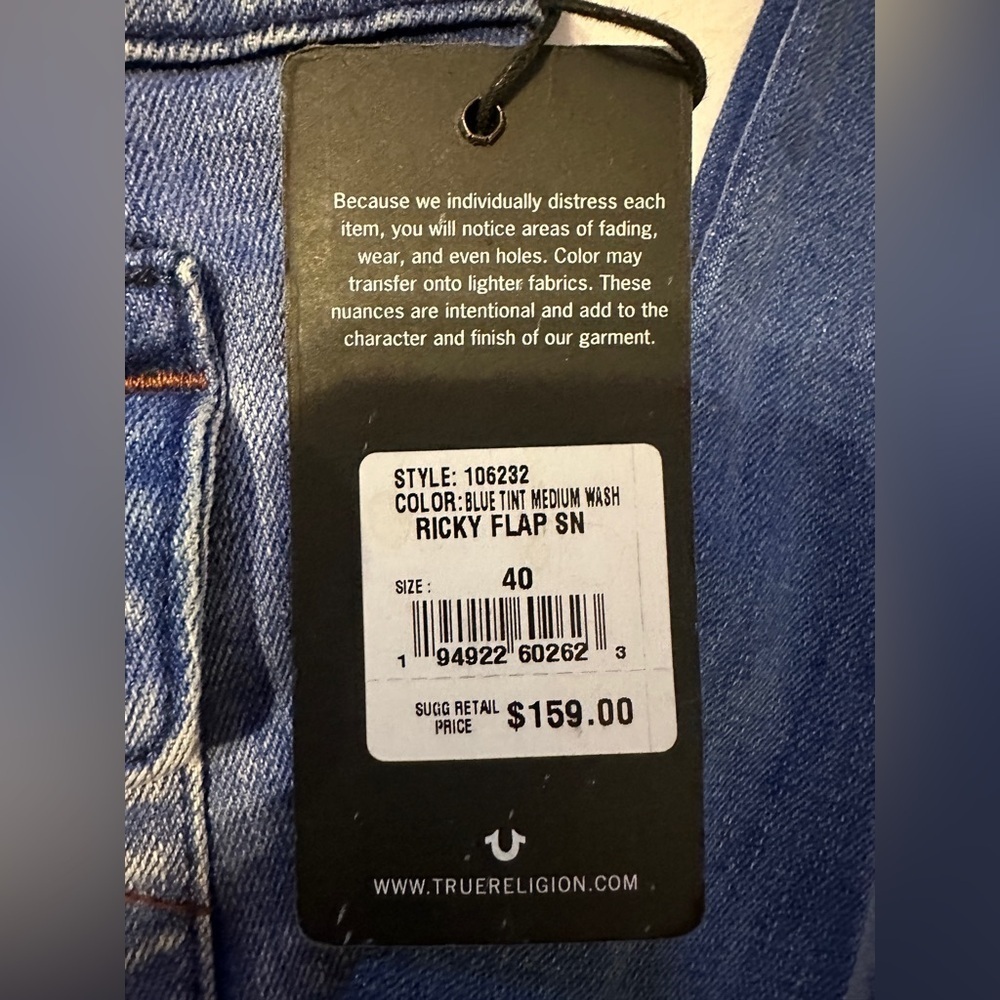 Because we individually distress each
item, you will notice areas of fading,
wear, and even holes. Color may
transfer onto lighter fabrics. These
nuances are intentional and add to the
character and finish of our garment.
STYLE: 106232
COLOR: BLUE TINT MEDIUM WASH
RICKY FLAP SN
SIZE : 40
1 94922 60262 3
SUGG RETAIL
PRICE $159.00
WWW.TRUERELIGION.COM